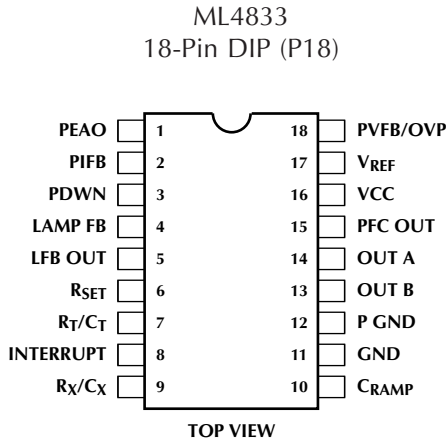 ML4833
18-Pin DIP (P18)
PEAO 1 18 PVFB/OVP
PIFB 2 17 VREF
PDWN 3 16 VCC
LAMP FB 4 15 PFC OUT
LFB OUT 5 14 OUT A
RSET 6 13 OUT B
RT/CT 7 12 P GND
INTERRUPT 8 11 GND
RX/CX 9 10 CRAMP
TOP VIEW